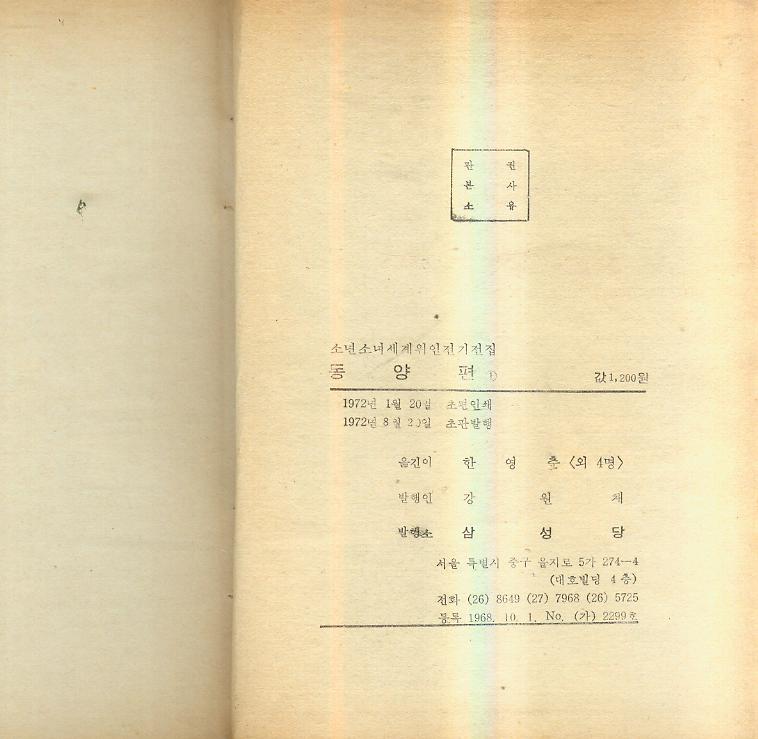 판 권
본 사
소 유
소년소녀세계위인전기전집
동 양 편 ①
값 1,200원
1972년 1월 20일 초판인쇄
1972년 8월 20일 초판발행
옮긴이 한 영 〈외 4명〉
발행인 강 원 채
발행소 삼 성 당
서울 특별시 중구 을지로 5가 274—4
(대호빌딩 4층)
전화 (26) 8649 (27) 7968 (26) 5725
등록 1968. 10. 1. No. (가) 2299호